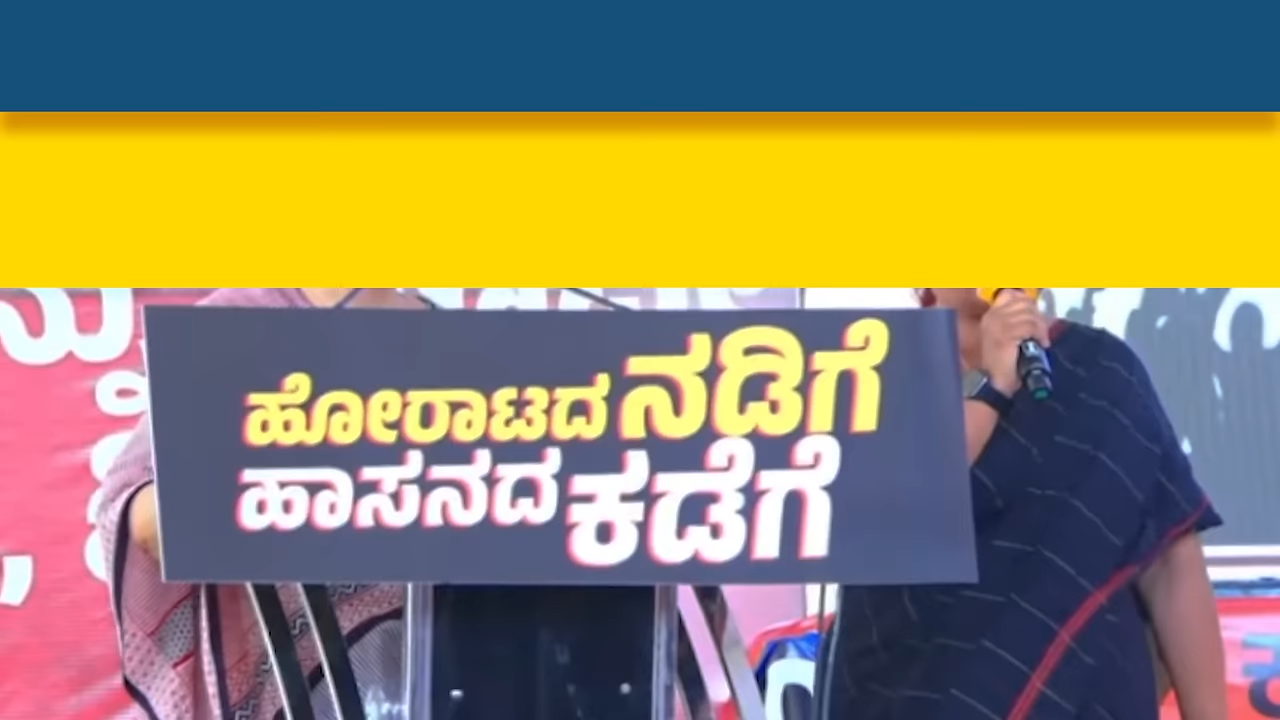 ಹೋರಾಟದ ನಡಿಗೆ
ಹಾಸನದ ಕಡೆಗೆ